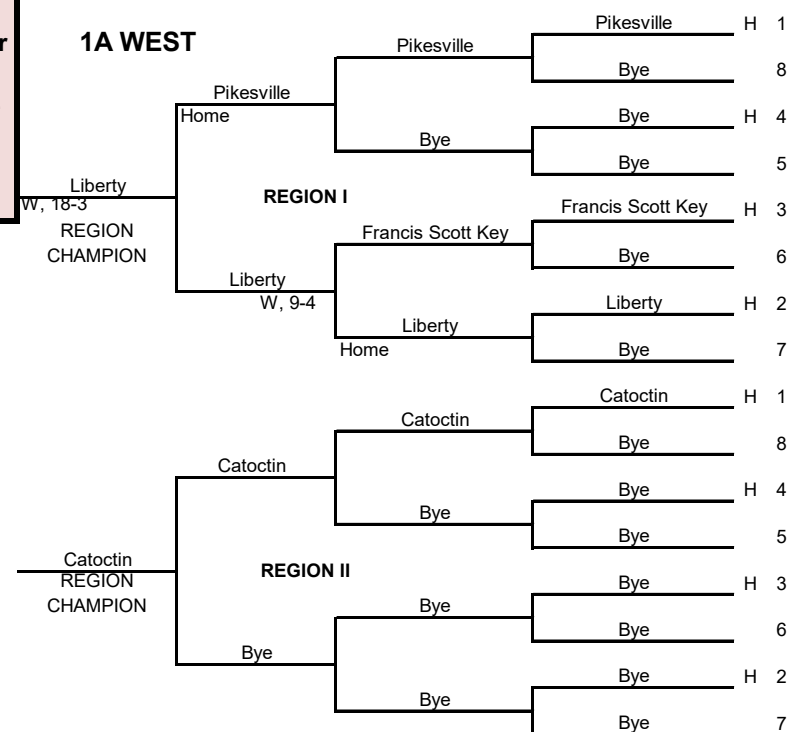 r
1A WEST
Pikesville H 1
Pikesville
Bye 8
Pikesville
Home
Bye H 4
Bye
Bye 5
Liberty
W, 18-3
REGION I
REGION
CHAMPION
Francis Scott Key H 3
Francis Scott Key
Bye 6
Liberty
W, 9-4
Liberty H 2
Liberty
Home
Bye 7
Catoctin H 1
Catoctin
Bye 8
Catoctin
Bye H 4
Bye
Bye 5
Catoctin
REGION
CHAMPION
REGION II
Bye H 3
Bye
Bye 6
Bye
Bye H 2
Bye
Bye 7